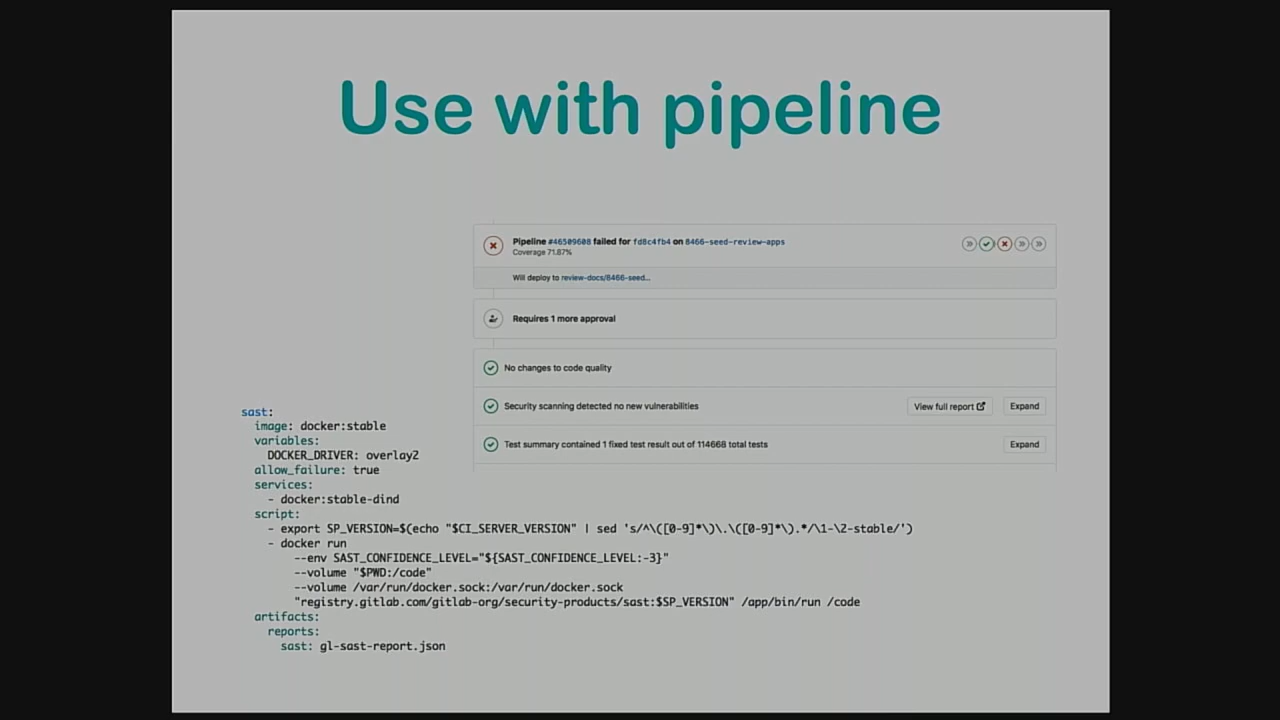 Use with pipeline
Pipeline #46509608 failed for fd8c4fb4 on 8466-seed-review-apps
Coverage 71.87%
Will deploy to review-docs/8466-seed...
Requires 1 more approval
No changes to code quality
Security scanning detected no new vulnerabilities
View full report
Expand
Test summary contained 1 fixed test result out of 114668 total tests
Expand
sast:
  image: docker:stable
  variables:
    DOCKER_DRIVER: overlay2
  allow_failure: true
  services:
    - docker:stable-dind
  script:
    - export SP_VERSION=$(echo "$CI_SERVER_VERSION" | sed 's/^\([0-9]*\)\.\([0-9]*\).*/\1-\2-stable/')
    - docker run
        --env SAST_CONFIDENCE_LEVEL="${SAST_CONFIDENCE_LEVEL:-3}"
        --volume "$PWD:/code"
        --volume /var/run/docker.sock:/var/run/docker.sock
        "registry.gitlab.com/gitlab-org/security-products/sast:$SP_VERSION" /app/bin/run /code
  artifacts:
    reports:
      sast: gl-sast-report.json